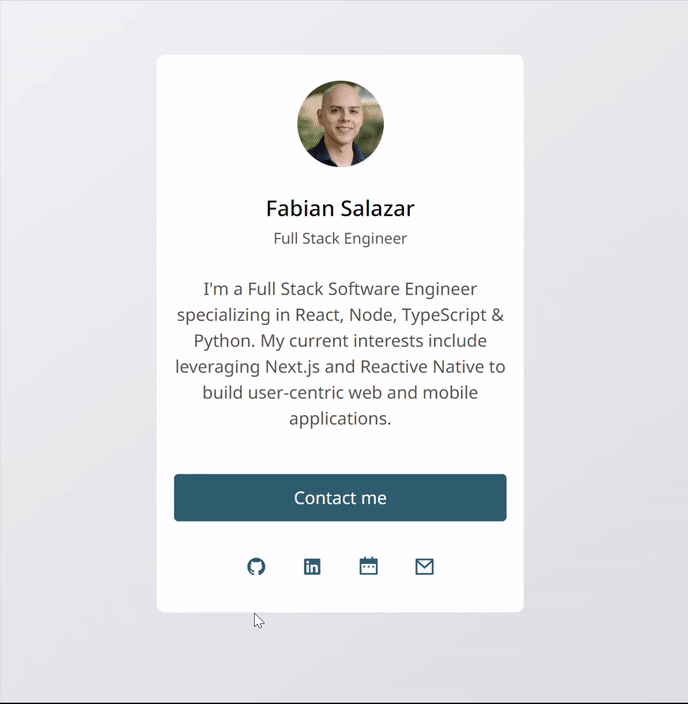 Fabian Salazar
Full Stack Engineer
I'm a Full Stack Software Engineer
specializing in React, Node, TypeScript &
Python. My current interests include
leveraging Next.js and Reactive Native to
build user-centric web and mobile
applications.
Contact me
in